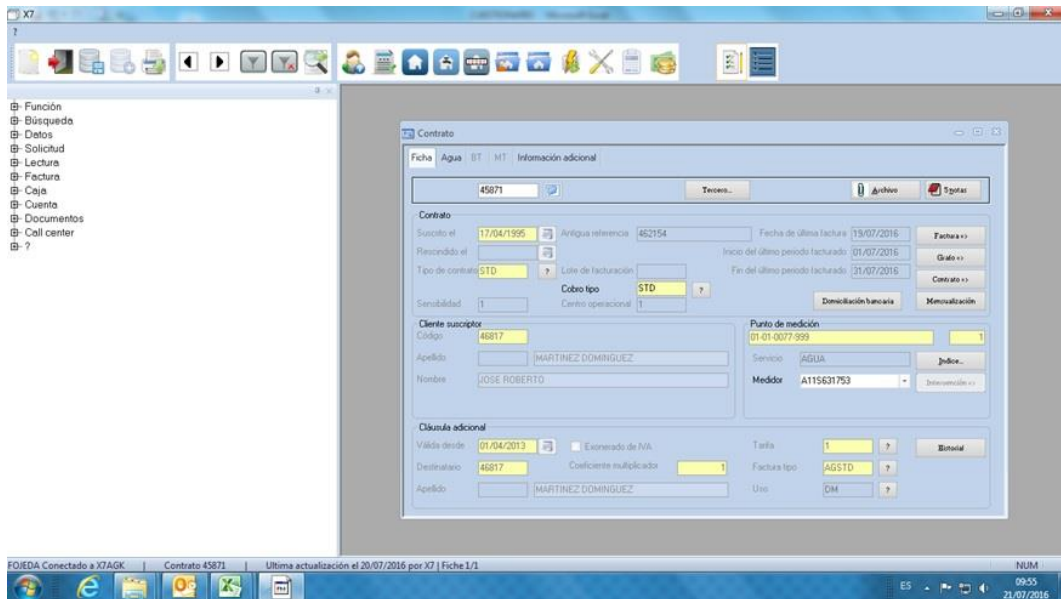 X7
?
Función
Búsqueda
Datos
Solicitud
Lectura
Factura
Caja
Cuenta
Documentos
Call center
?
Contrato
Ficha Agua BT MT Información adicional
45871 Tercero... Archivo
Contrato
Suscrito el 17/04/1995 Antigua referencia 462154 Fecha de última factura 19/07/2016 Factura <>
Rescindido el Inicio del último periodo facturado 01/07/2016 Grafo <>
Tipo de contrato STD ? Lote de facturación Fin del último periodo facturado 31/07/2016 Contrato <>
Cobro tipo STD ?
Sensibilidad 1 Centro operacional 1 Domiciliación bancaria Mensualización
Cliente suscriptor
Código 46817
Apellido MARTINEZ DOMINGUEZ
Nombre JOSE ROBERTO
Punto de medición
01-01-0077-999 1
Servicio AGUA Indice...
Medidor A11S631753 Intervención <>
Cláusula adicional
Válida desde 01/04/2013 Exonerado de IVA Tarifa 1 ? Historial
Destinatario 46817 Coeficiente multiplicador 1 Factura tipo AGSTD ?
Apellido MARTINEZ DOMINGUEZ Uso DM ?
FOJEDA Conectado a X7AGK | Contrato 45871 | Ultima actualización el 20/07/2016 por X7 | Fiche 1/1 NUM
ES 09:55
21/07/2016